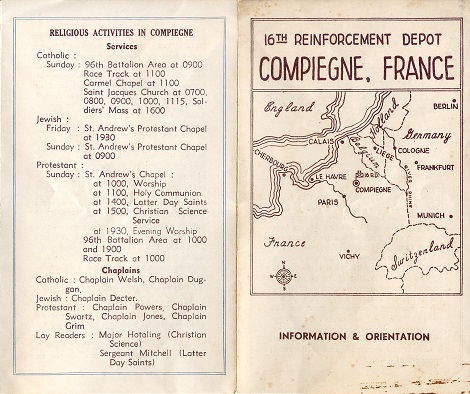 RELIGIOUS ACTIVITIES IN COMPIEGNE
Services
Catholic :
Sunday : 96th Battalion Area at 0900
Race Track at 1100
Carmel Chapel at 1100
Saint Jacques Church at 0700,
0800, 0900, 1000, 1115, Sol-
diers' Mass at 1600
Jewish :
Friday : St. Andrew's Protestant Chapel
at 1930
Sunday : St. Andrew's Protestant Chapel
at 0900
Protestant :
Sunday : St. Andrew's Chapel :
at 1000, Worship
at 1100, Holy Communion
at 1400, Latter Day Saints
at 1500, Christian Science
Service
at 1930, Evening Worship
96th Battalion Area at 1000
and 1900
Race Track at 1000
Chaplains
Catholic : Chaplain Welsh, Chaplain Dug-
gan.
Jewish : Chaplain Decter.
Protestant : Chaplain Powers, Chaplain
Swartz, Chaplain Jones, Chaplain
Grim
Lay Readers : Major Hotaling (Christian
Science)
Sergeant Mitchell (Latter
Day Saints)
16TH REINFORCEMENT DEPOT
COMPIEGNE, FRANCE
England
Holland
BERLIN
Germany
CALAIS
Belgium
LIEGE
COLOGNE
CHERBOURG
FRANKFURT
LE HAVRE
COMPIEGNE
RIVER RHINE
PARIS
MUNICH
France
Switzerland
VICHY
INFORMATION & ORIENTATION